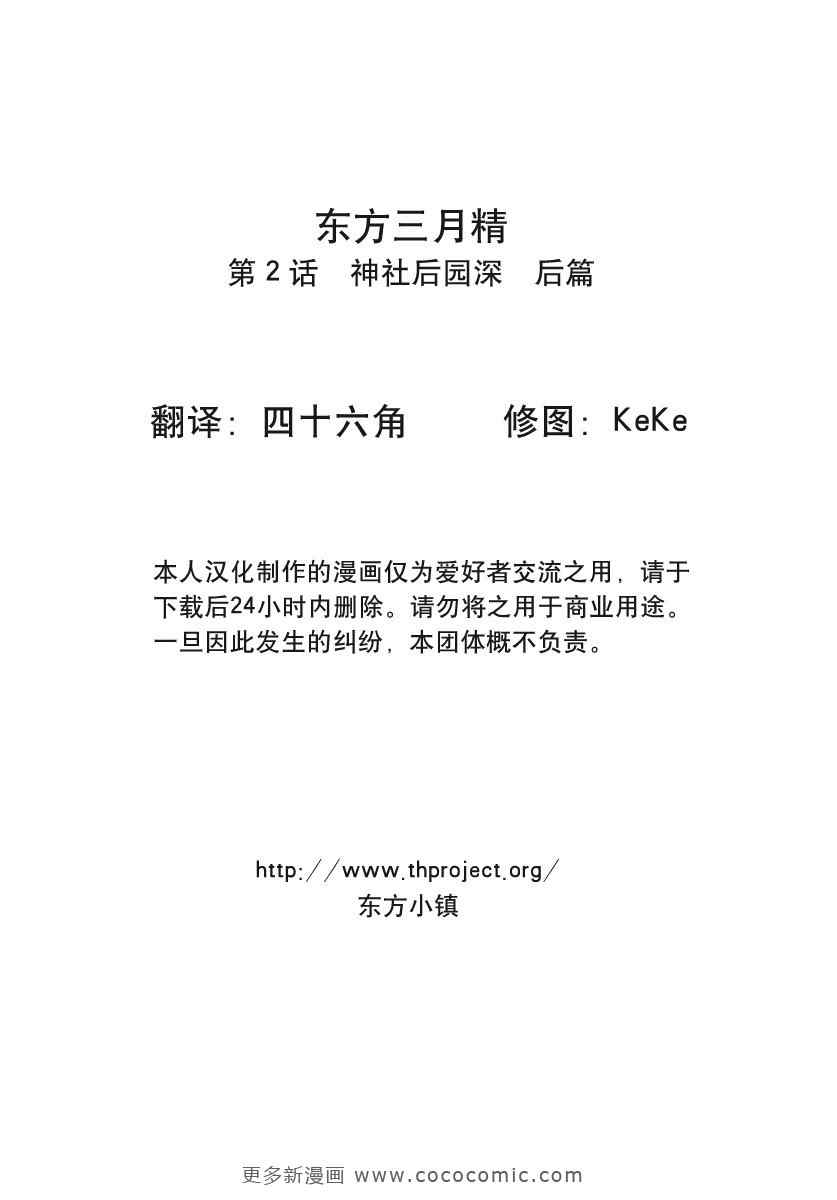 东方三月精
第2话　神社后园深　后篇
翻译：四十六角　　修图：KeKe
本人汉化制作的漫画仅为爱好者交流之用，请于
下载后24小时内删除。请勿将之用于商业用途。
一旦因此发生的纠纷，本团体概不负责。
http://www.thproject.org/
东方小镇
更多新漫画 www.cococomic.com